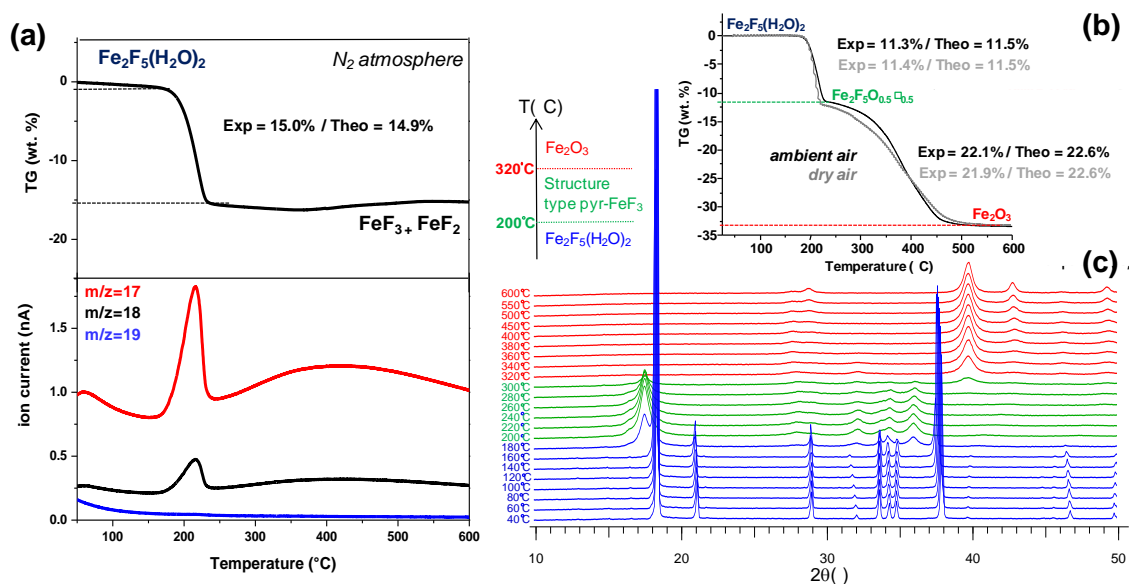 (a)
Fe2F5(H2O)2
N2 atmosphere
0
-10
-20
TG (wt. %)
Exp = 15.0% / Theo = 14.9%
FeF3 + FeF2
m/z=17
m/z=18
m/z=19
1.5
1.0
0.5
0.0
ion current (nA)
100 200 300 400 500 600
Temperature (°C)
(b)
Fe2F5(H2O)2
0
-5
-10
-15
-20
-25
-30
-35
TG (wt. %)
Exp = 11.3% / Theo = 11.5%
Exp = 11.4% / Theo = 11.5%
Fe2F5O0.5□0.5
ambient air
dry air
Exp = 22.1% / Theo = 22.6%
Exp = 21.9% / Theo = 22.6%
Fe2O3
100 200 300 400 500 600
Temperature ( C)
T( C)
Fe2O3
320°C
Structure
type pyr-FeF3
200°C
Fe2F5(H2O)2
(c)
600°C
550°C
500°C
450°C
400°C
380°C
360°C
340°C
320°C
300°C
280°C
260°C
240°C
220°C
200°C
180°C
160°C
140°C
120°C
100°C
80°C
60°C
40°C
10 20 30 40 50
2θ( )